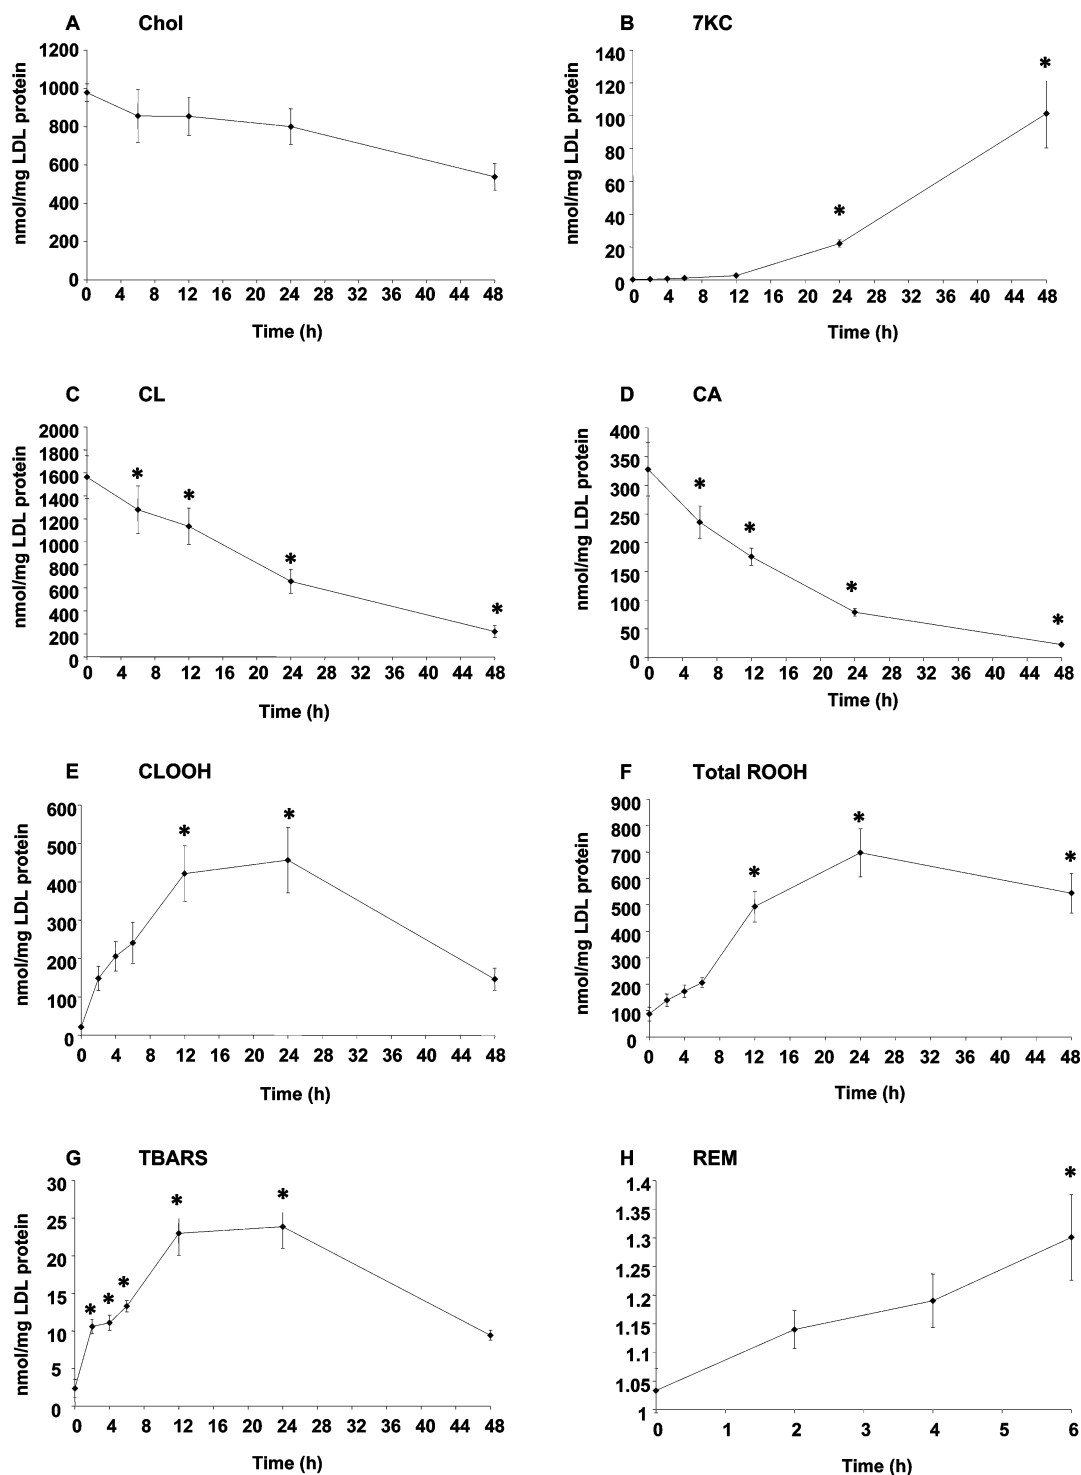 A Chol
nmol/mg LDL protein
1200
1000
800
600
400
200
0
0 4 8 12 16 20 24 28 32 36 40 44 48
Time (h)
B 7KC
nmol/mg LDL protein
140
120
100
80
60
40
20
0
*
*
0 4 8 12 16 20 24 28 32 36 40 44 48
Time (h)
C CL
nmol/mg LDL protein
2000
1800
1600
1400
1200
1000
800
600
400
200
0
*
*
*
*
0 4 8 12 16 20 24 28 32 36 40 44 48
Time (h)
D CA
nmol/mg LDL protein
400
350
300
250
200
150
100
50
0
*
*
*
*
0 4 8 12 16 20 24 28 32 36 40 44 48
Time (h)
E CLOOH
nmol/mg LDL protein
600
500
400
300
200
100
0
*
*
0 4 8 12 16 20 24 28 32 36 40 44 48
Time (h)
F Total ROOH
nmol/mg LDL protein
900
800
700
600
500
400
300
200
100
0
*
*
*
0 4 8 12 16 20 24 28 32 36 40 44 48
Time (h)
G TBARS
nmol/mg LDL protein
30
25
20
15
10
5
0
*
*
*
*
*
0 4 8 12 16 20 24 28 32 36 40 44 48
Time (h)
H REM
1.4
1.35
1.3
1.25
1.2
1.15
1.1
1.05
1
*
0 1 2 3 4 5 6
Time (h)